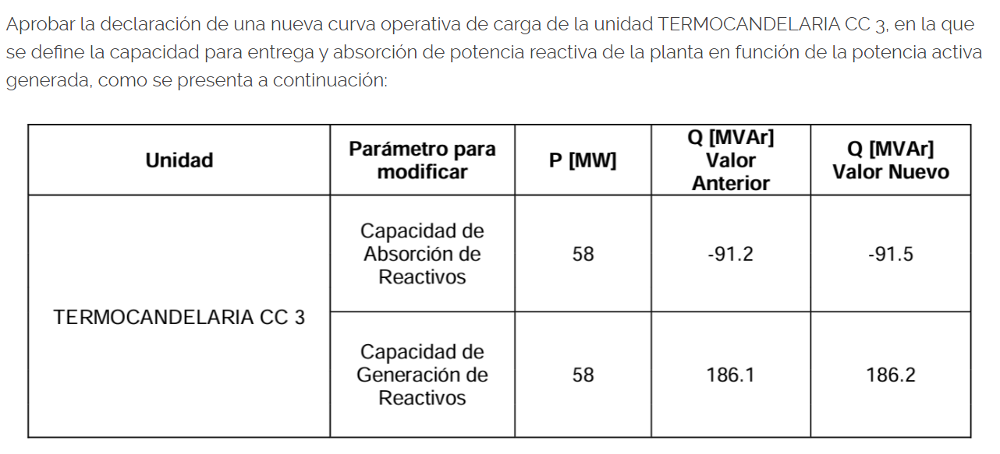 Aprobar la declaración de una nueva curva operativa de carga de la unidad TERMOCANDELARIA CC 3, en la que
se define la capacidad para entrega y absorción de potencia reactiva de la planta en función de la potencia activa
generada, como se presenta a continuación:
Unidad
Parámetro para
modificar
P [MW]
Q [MVAr]
Valor
Anterior
Q [MVAr]
Valor Nuevo
TERMOCANDELARIA CC 3
Capacidad de
Absorción de
Reactivos
58
-91.2
-91.5
Capacidad de
Generación de
Reactivos
58
186.1
186.2